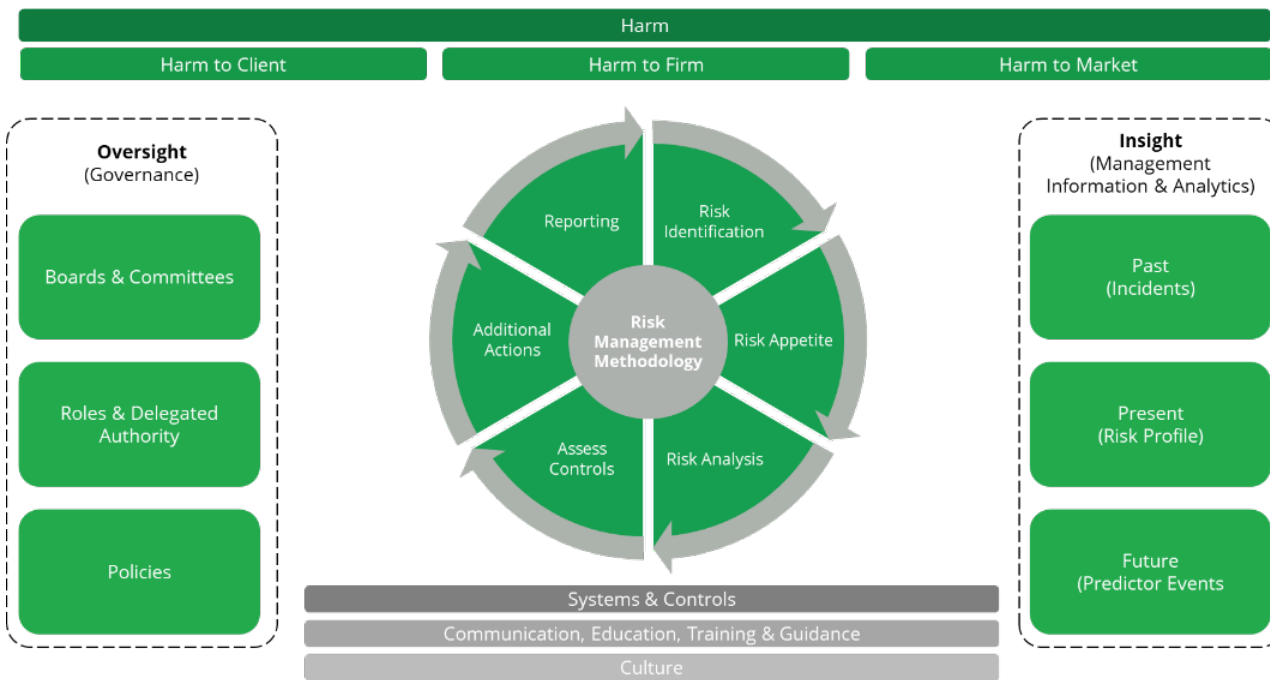 Harm
Harm to Client
Harm to Firm
Harm to Market
Oversight
(Governance)
Boards & Committees
Roles & Delegated
Authority
Policies
Reporting
Risk
Identification
Additional
Actions
Risk
Management
Methodology
Risk Appetite
Assess
Controls
Risk Analysis
Systems & Controls
Communication, Education, Training & Guidance
Culture
Insight
(Management
Information & Analytics)
Past
(Incidents)
Present
(Risk Profile)
Future
(Predictor Events